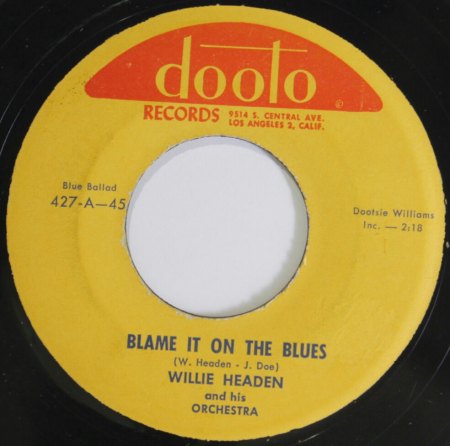 dooto
©
RECORDS
9514 S. CENTRAL AVE.
LOS ANGELES 2, CALIF.
Blue Ballad
427-A-45
Dootsie Williams
Inc. — 2:18
BLAME IT ON THE BLUES
(W. Headen - J. Doe)
WILLIE HEADEN
and his
ORCHESTRA